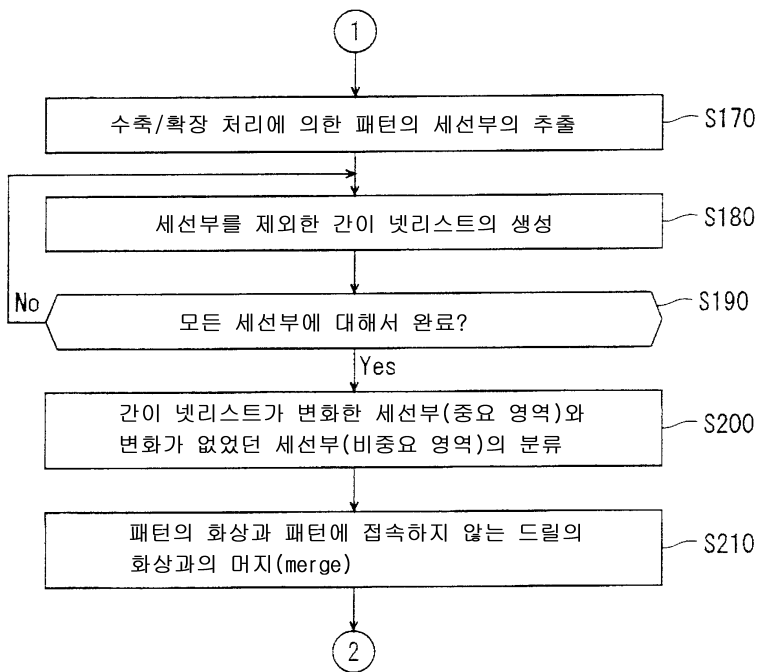 1
수축/확장 처리에 의한 패턴의 세선부의 추출
S170
세선부를 제외한 간이 넷리스트의 생성
S180
No
모든 세선부에 대해서 완료?
S190
Yes
간이 넷리스트가 변화한 세선부(중요 영역)와
변화가 없었던 세선부(비중요 영역)의 분류
S200
패턴의 화상과 패턴에 접속하지 않는 드릴의
화상과의 머지(merge)
S210
2